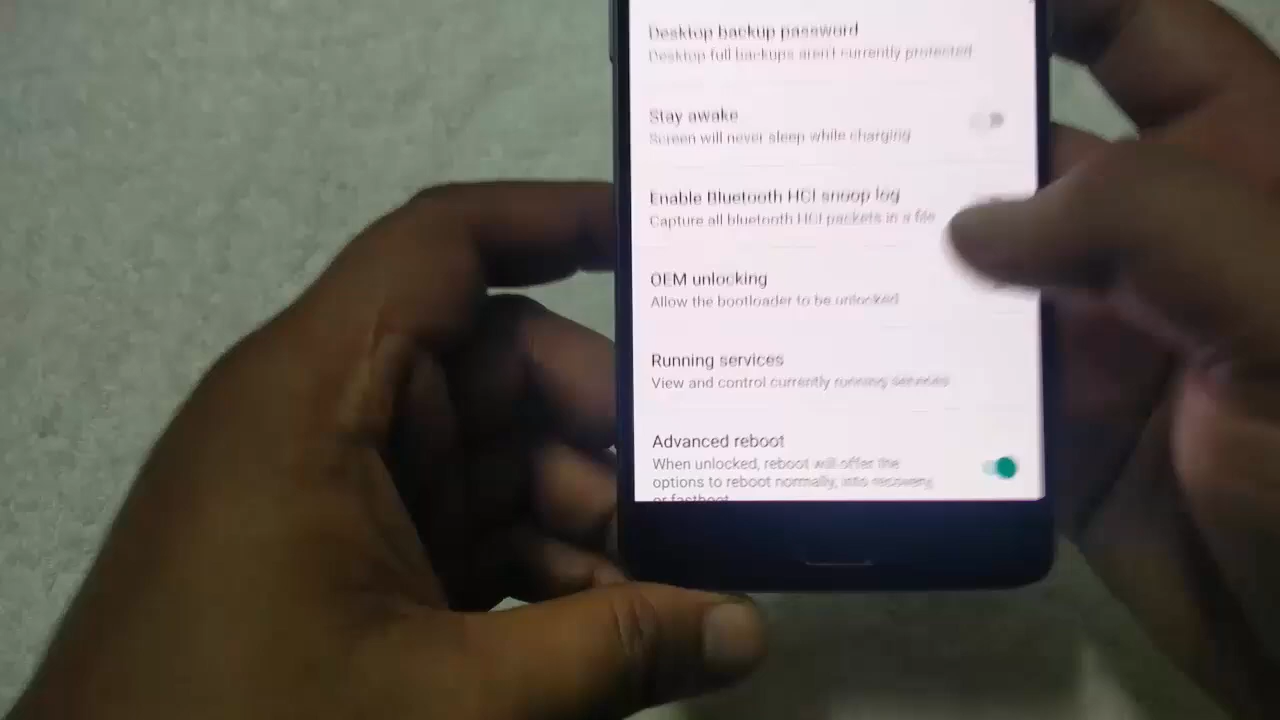 Desktop backup password
Desktop full backups aren't currently protected
Stay awake
Screen will never sleep while charging
Enable Bluetooth HCI snoop log
Capture all bluetooth HCI packets in a file
OEM unlocking
Allow the bootloader to be unlocked
Running services
View and control currently running services
Advanced reboot
When unlocked, reboot will offer the
options to reboot normally, into recovery
or fastboot